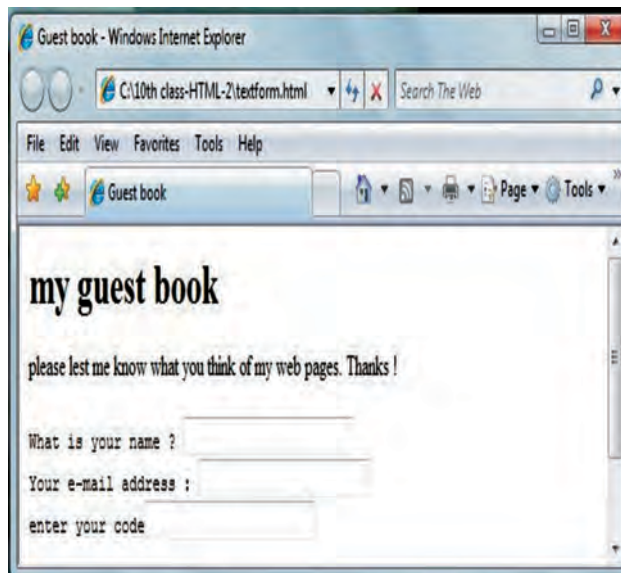 Guest book - Windows Internet Explorer
C:\10th class-HTML-2\textform.html
Search The Web
File Edit View Favorites Tools Help
Guest book
Page Tools
my guest book
please lest me know what you think of my web pages. Thanks !
What is your name ?
Your e-mail address :
enter your code